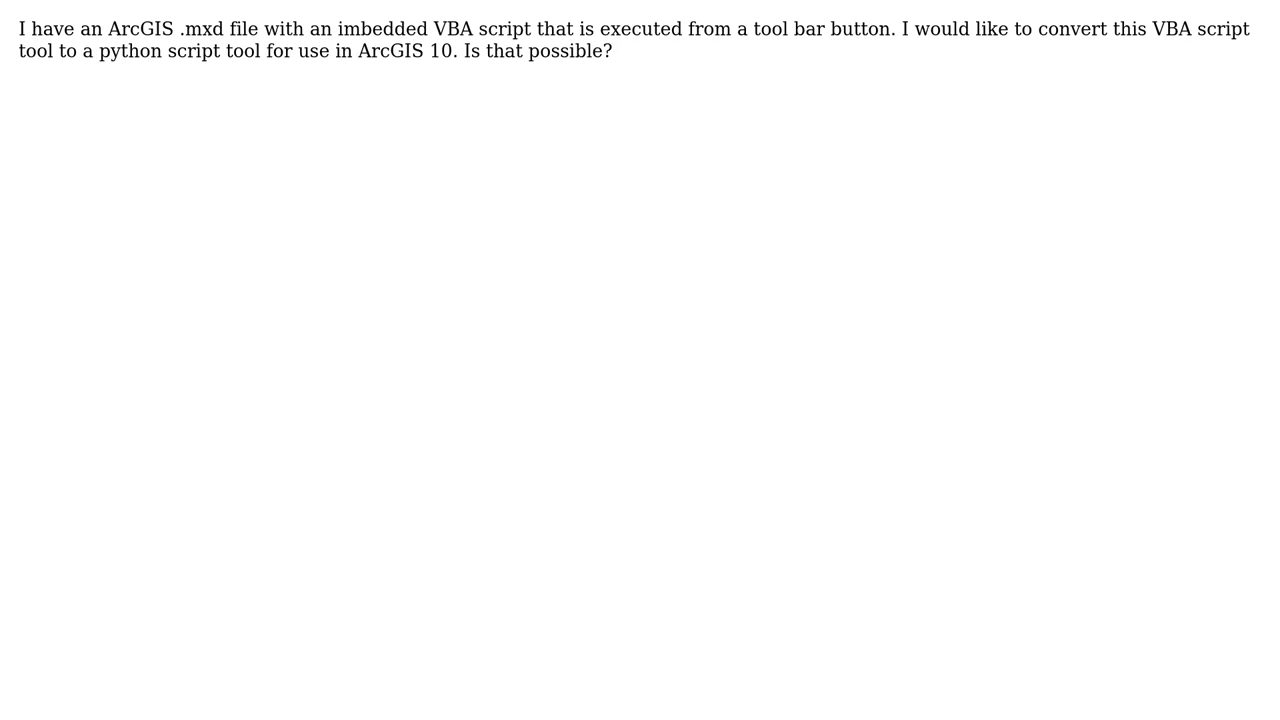 I have an ArcGIS .mxd file with an imbedded VBA script that is executed from a tool bar button. I would like to convert this VBA script
tool to a python script tool for use in ArcGIS 10. Is that possible?